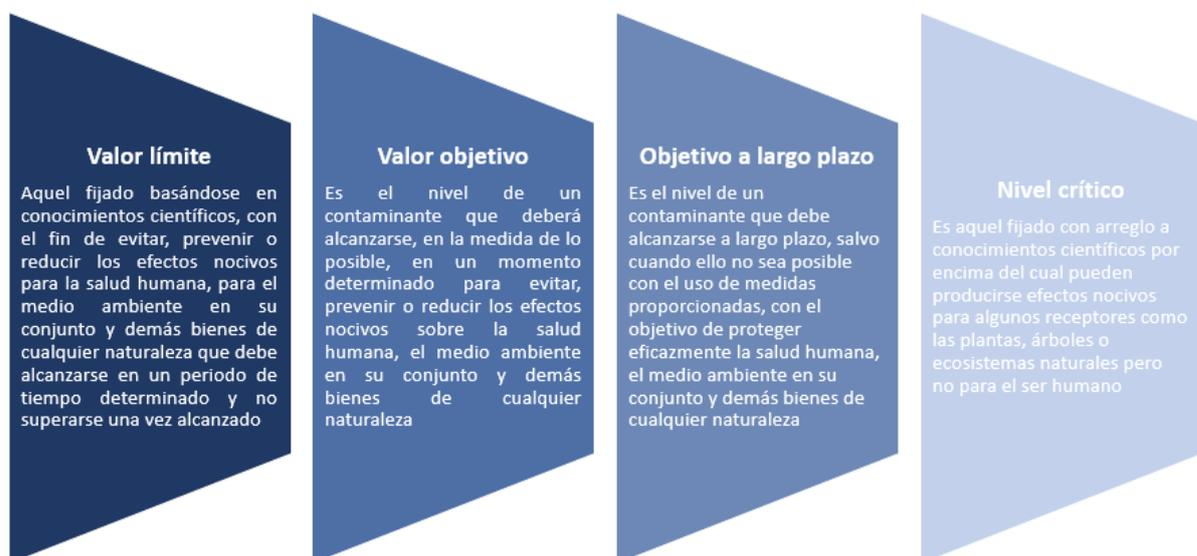 Valor límite
Aquel fijado basándose en
conocimientos científicos, con
el fin de evitar, prevenir o
reducir los efectos nocivos
para la salud humana, para el
medio ambiente en su
conjunto y demás bienes de
cualquier naturaleza que debe
alcanzarse en un periodo de
tiempo determinado y no
superarse una vez alcanzado
Valor objetivo
Es el nivel de un
contaminante que deberá
alcanzarse, en la medida de lo
posible, en un momento
determinado para evitar,
prevenir o reducir los efectos
nocivos sobre la salud
humana, el medio ambiente
en su conjunto y demás
bienes de cualquier
naturaleza
Objetivo a largo plazo
Es el nivel de un
contaminante que debe
alcanzarse a largo plazo, salvo
cuando ello no sea posible
con el uso de medidas
proporcionadas, con el
objetivo de proteger
eficazmente la salud humana,
el medio ambiente en su
conjunto y demás bienes de
cualquier naturaleza
Nivel crítico
Es aquel fijado con arreglo a
conocimientos científicos por
encima del cual pueden
producirse efectos nocivos
para algunos receptores como
las plantas, árboles o
ecosistemas naturales pero
no para el ser humano